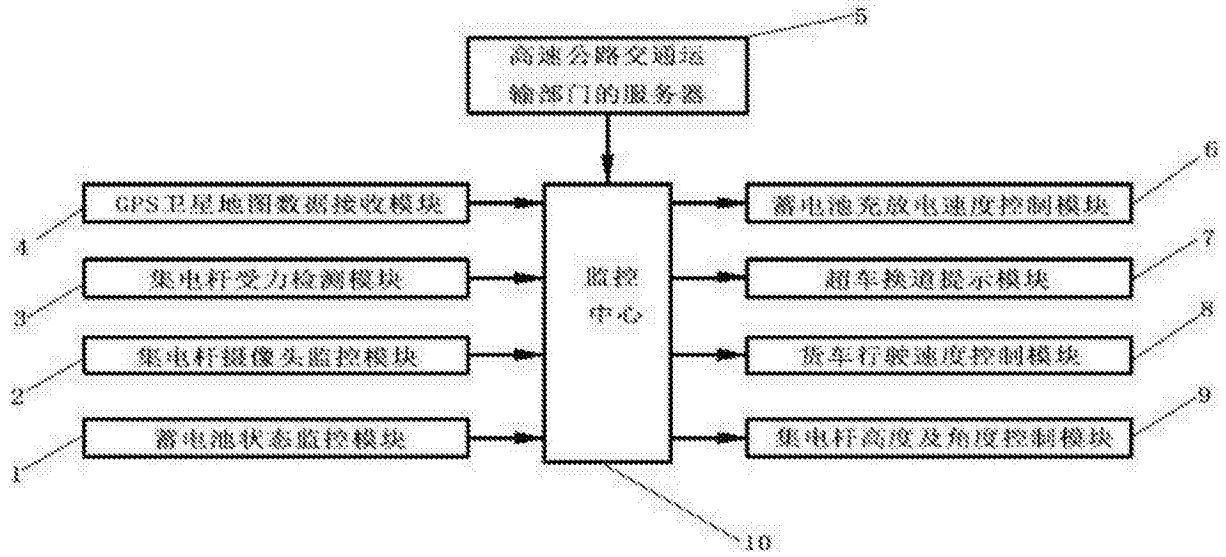 5
高速公路交通运
输部门的服务器
GPS卫星地图数据接收模块
4
集电杆受力检测模块
3
集电杆摄像头监控模块
2
蓄电池状态监控模块
1
监控
中心
10
蓄电池充放电速度控制模块
6
超车换道提示模块
7
货车行驶速度控制模块
8
集电杆高度及角度控制模块
9